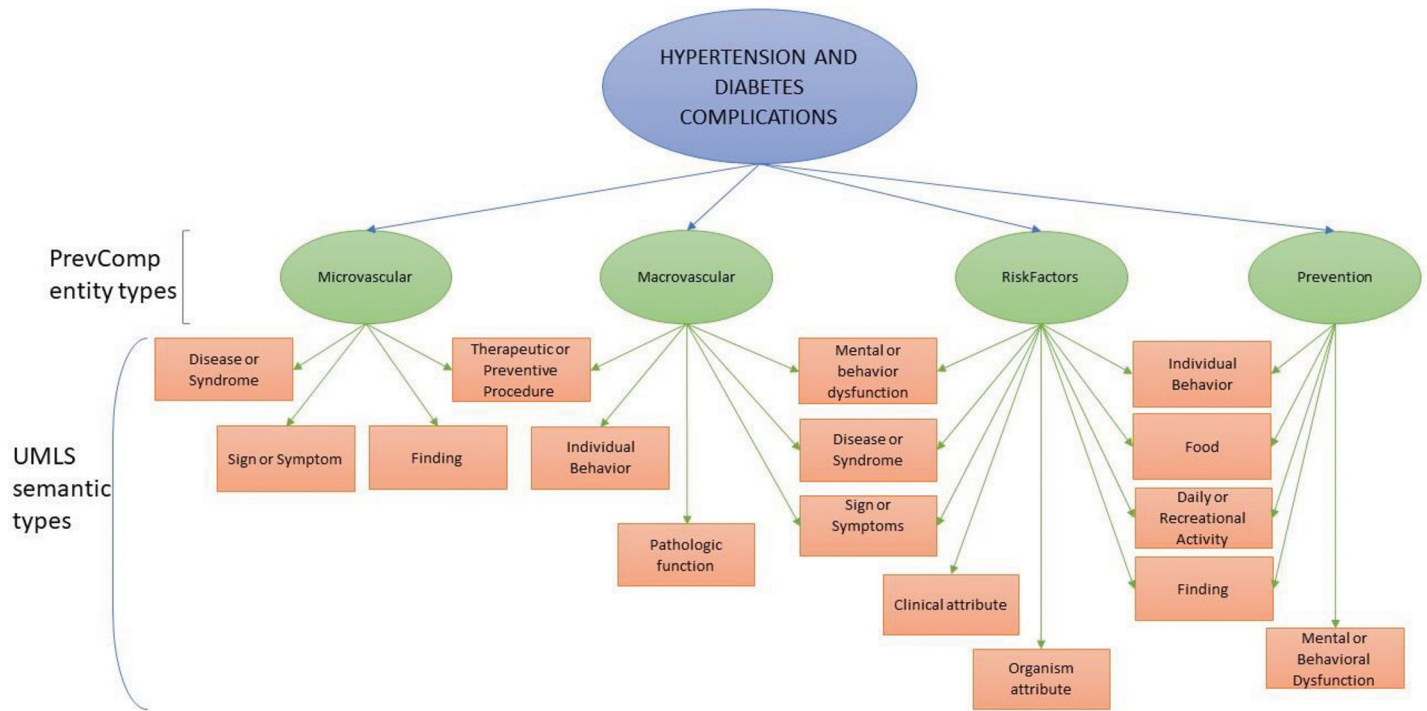 HYPERTENSION AND
DIABETES
COMPLICATIONS
PrevComp
entity types
Microvascular
Macrovascular
RiskFactors
Prevention
UMLS
semantic
types
Disease or
Syndrome
Therapeutic or
Preventive
Procedure
Mental or
behavior
dysfunction
Individual
Behavior
Sign or Symptom
Finding
Individual
Behavior
Disease or
Syndrome
Food
Sign or
Symptoms
Daily or
Recreational
Activity
Pathologic
function
Clinical attribute
Finding
Organism
attribute
Mental or
Behavioral
Dysfunction